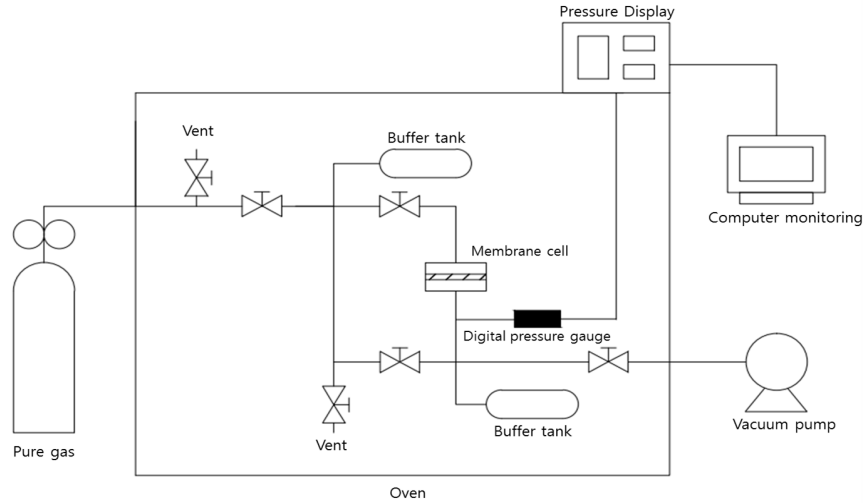 Pressure Display
Vent
Buffer tank
Computer monitoring
Membrane cell
Digital pressure gauge
Vent
Buffer tank
Vacuum pump
Pure gas
Oven